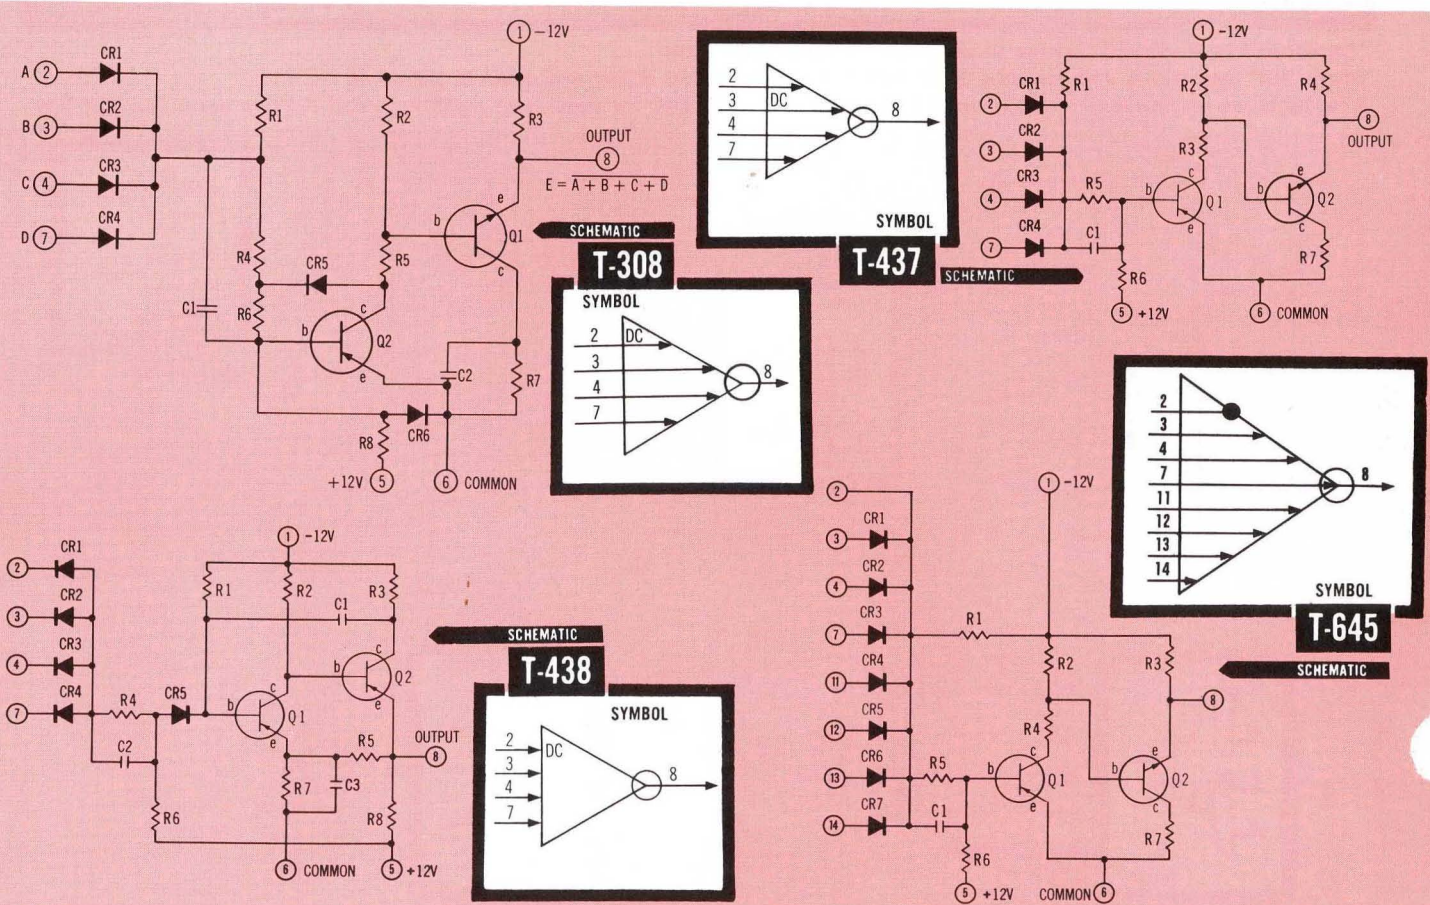 1 -12V
A 2 CR1
B 3 CR2
C 4 CR3
D 7 CR4
R1
R2
R3
OUTPUT
8
E = A + B + C + D
e
b
Q1
c
R4
CR5
R5
C1
R6
c
b
Q2
e
C2
R7
CR6
R8
+12V 5
6 COMMON
SCHEMATIC
T-308
SYMBOL
2
DC
3
4
7
8
2
DC
3
4
7
8
SYMBOL
T-437
SCHEMATIC
1 -12V
CR1
2
R1
R2
R4
CR2
3
8
OUTPUT
R3
CR3
4
R5
c
b
Q1
e
e
b
Q2
c
CR4
7
C1
R6
R7
5 +12V
6 COMMON
1 -12V
CR1
2
R1
R2
R3
CR2
3
C1
CR3
4
c
b
Q2
e
CR4
7
R4
CR5
c
b
Q1
e
C2
R5
OUTPUT
8
R7
C3
R6
R8
6 COMMON
5 +12V
SCHEMATIC
T-438
SYMBOL
2
DC
3
4
7
8
2
3
4
7
11
12
13
14
8
SYMBOL
T-645
SCHEMATIC
1 -12V
2
CR1
3
CR2
4
CR3
7
R1
CR4
11
R2
R3
CR5
12
8
R4
CR6
13
R5
c
b
Q1
e
e
b
Q2
c
CR7
14
C1
R6
R7
5 +12V
COMMON 6